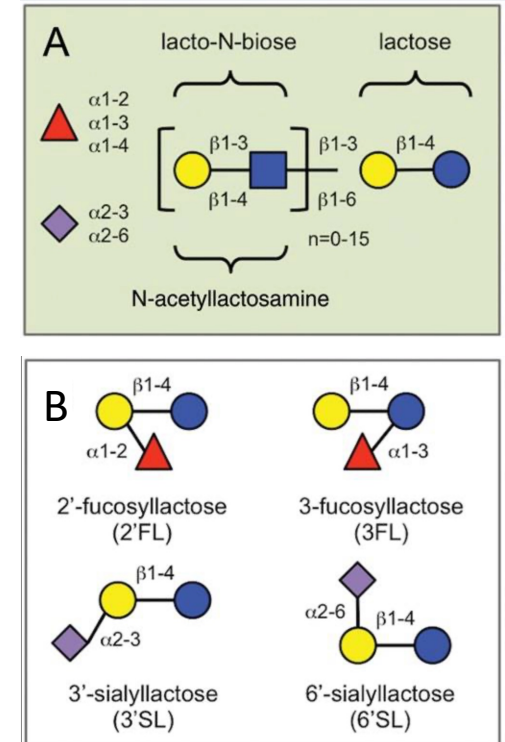 A
lacto-N-biose lactose
α1-2
α1-3
α1-4
β1-3 β1-3 β1-4
β1-4 β1-6
α2-3
α2-6
n=0-15
N-acetyllactosamine
B
β1-4 β1-4
α1-2 α1-3
2'-fucosyllactose 3-fucosyllactose
(2'FL) (3FL)
β1-4
α2-3
α2-6 β1-4
3'-sialyllactose 6'-sialyllactose
(3'SL) (6'SL)